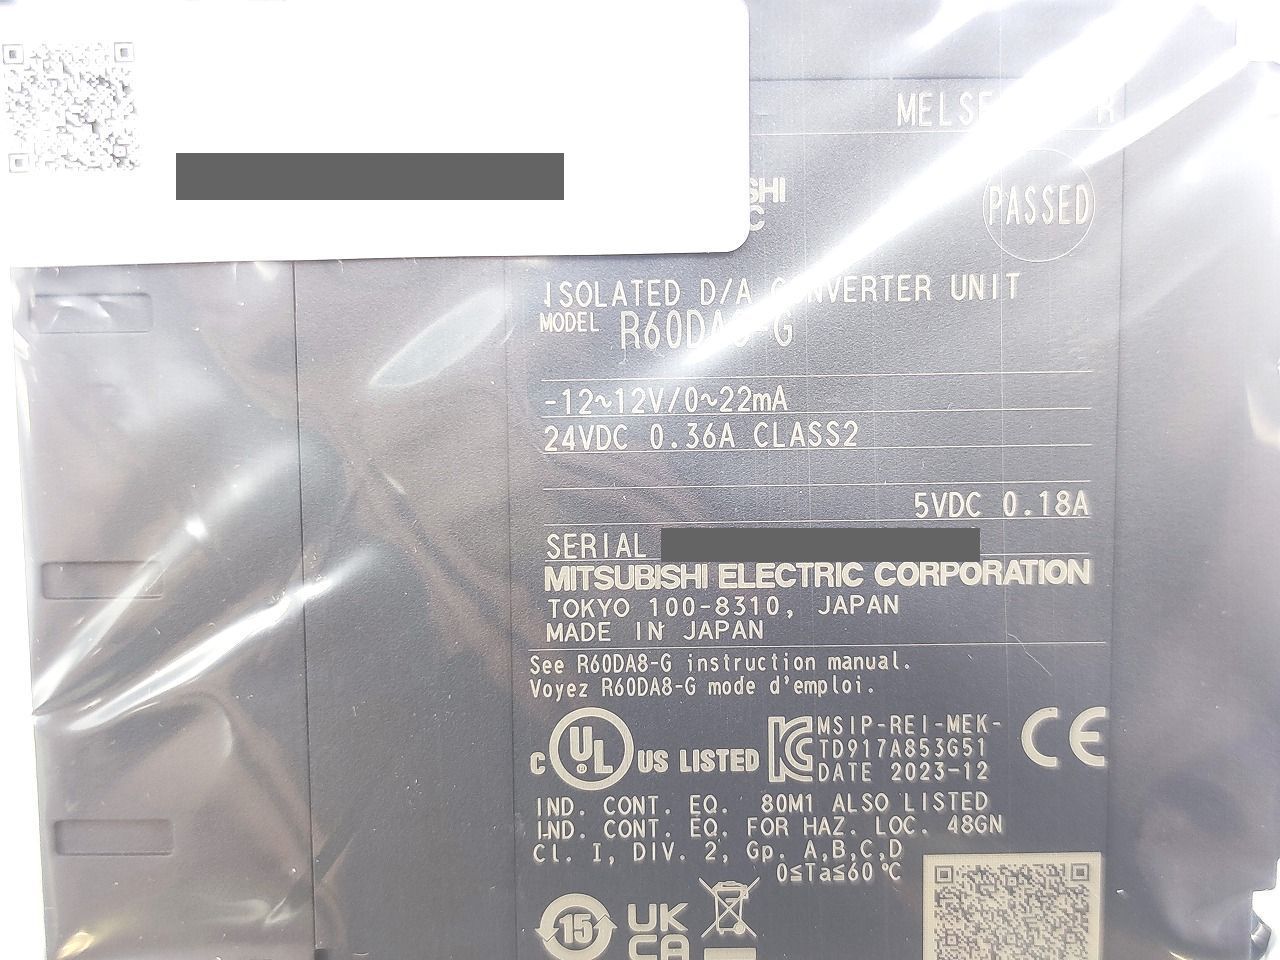 PASSED
ISOLATED D/A CONVERTER UNIT
MODEL R60DA8-G
-12~12V/0~22mA
24VDC 0.36A CLASS2
5VDC 0.18A
SERIAL
MITSUBISHI ELECTRIC CORPORATION
TOKYO 100-8310, JAPAN
MADE IN JAPAN
See R60DA8-G instruction manual.
Voyez R60DA8-G mode d'emploi.
C UL US LISTED
MSIP-REI-MEK-
TD917A853G51
DATE 2023-12
CE
IND. CONT. EQ. 80M1 ALSO LISTED
IND. CONT. EQ. FOR HAZ. LOC. 48GN
Cl. I, DIV. 2, Gp. A,B,C,D
0≤Ta≤60℃
15
UK
CA